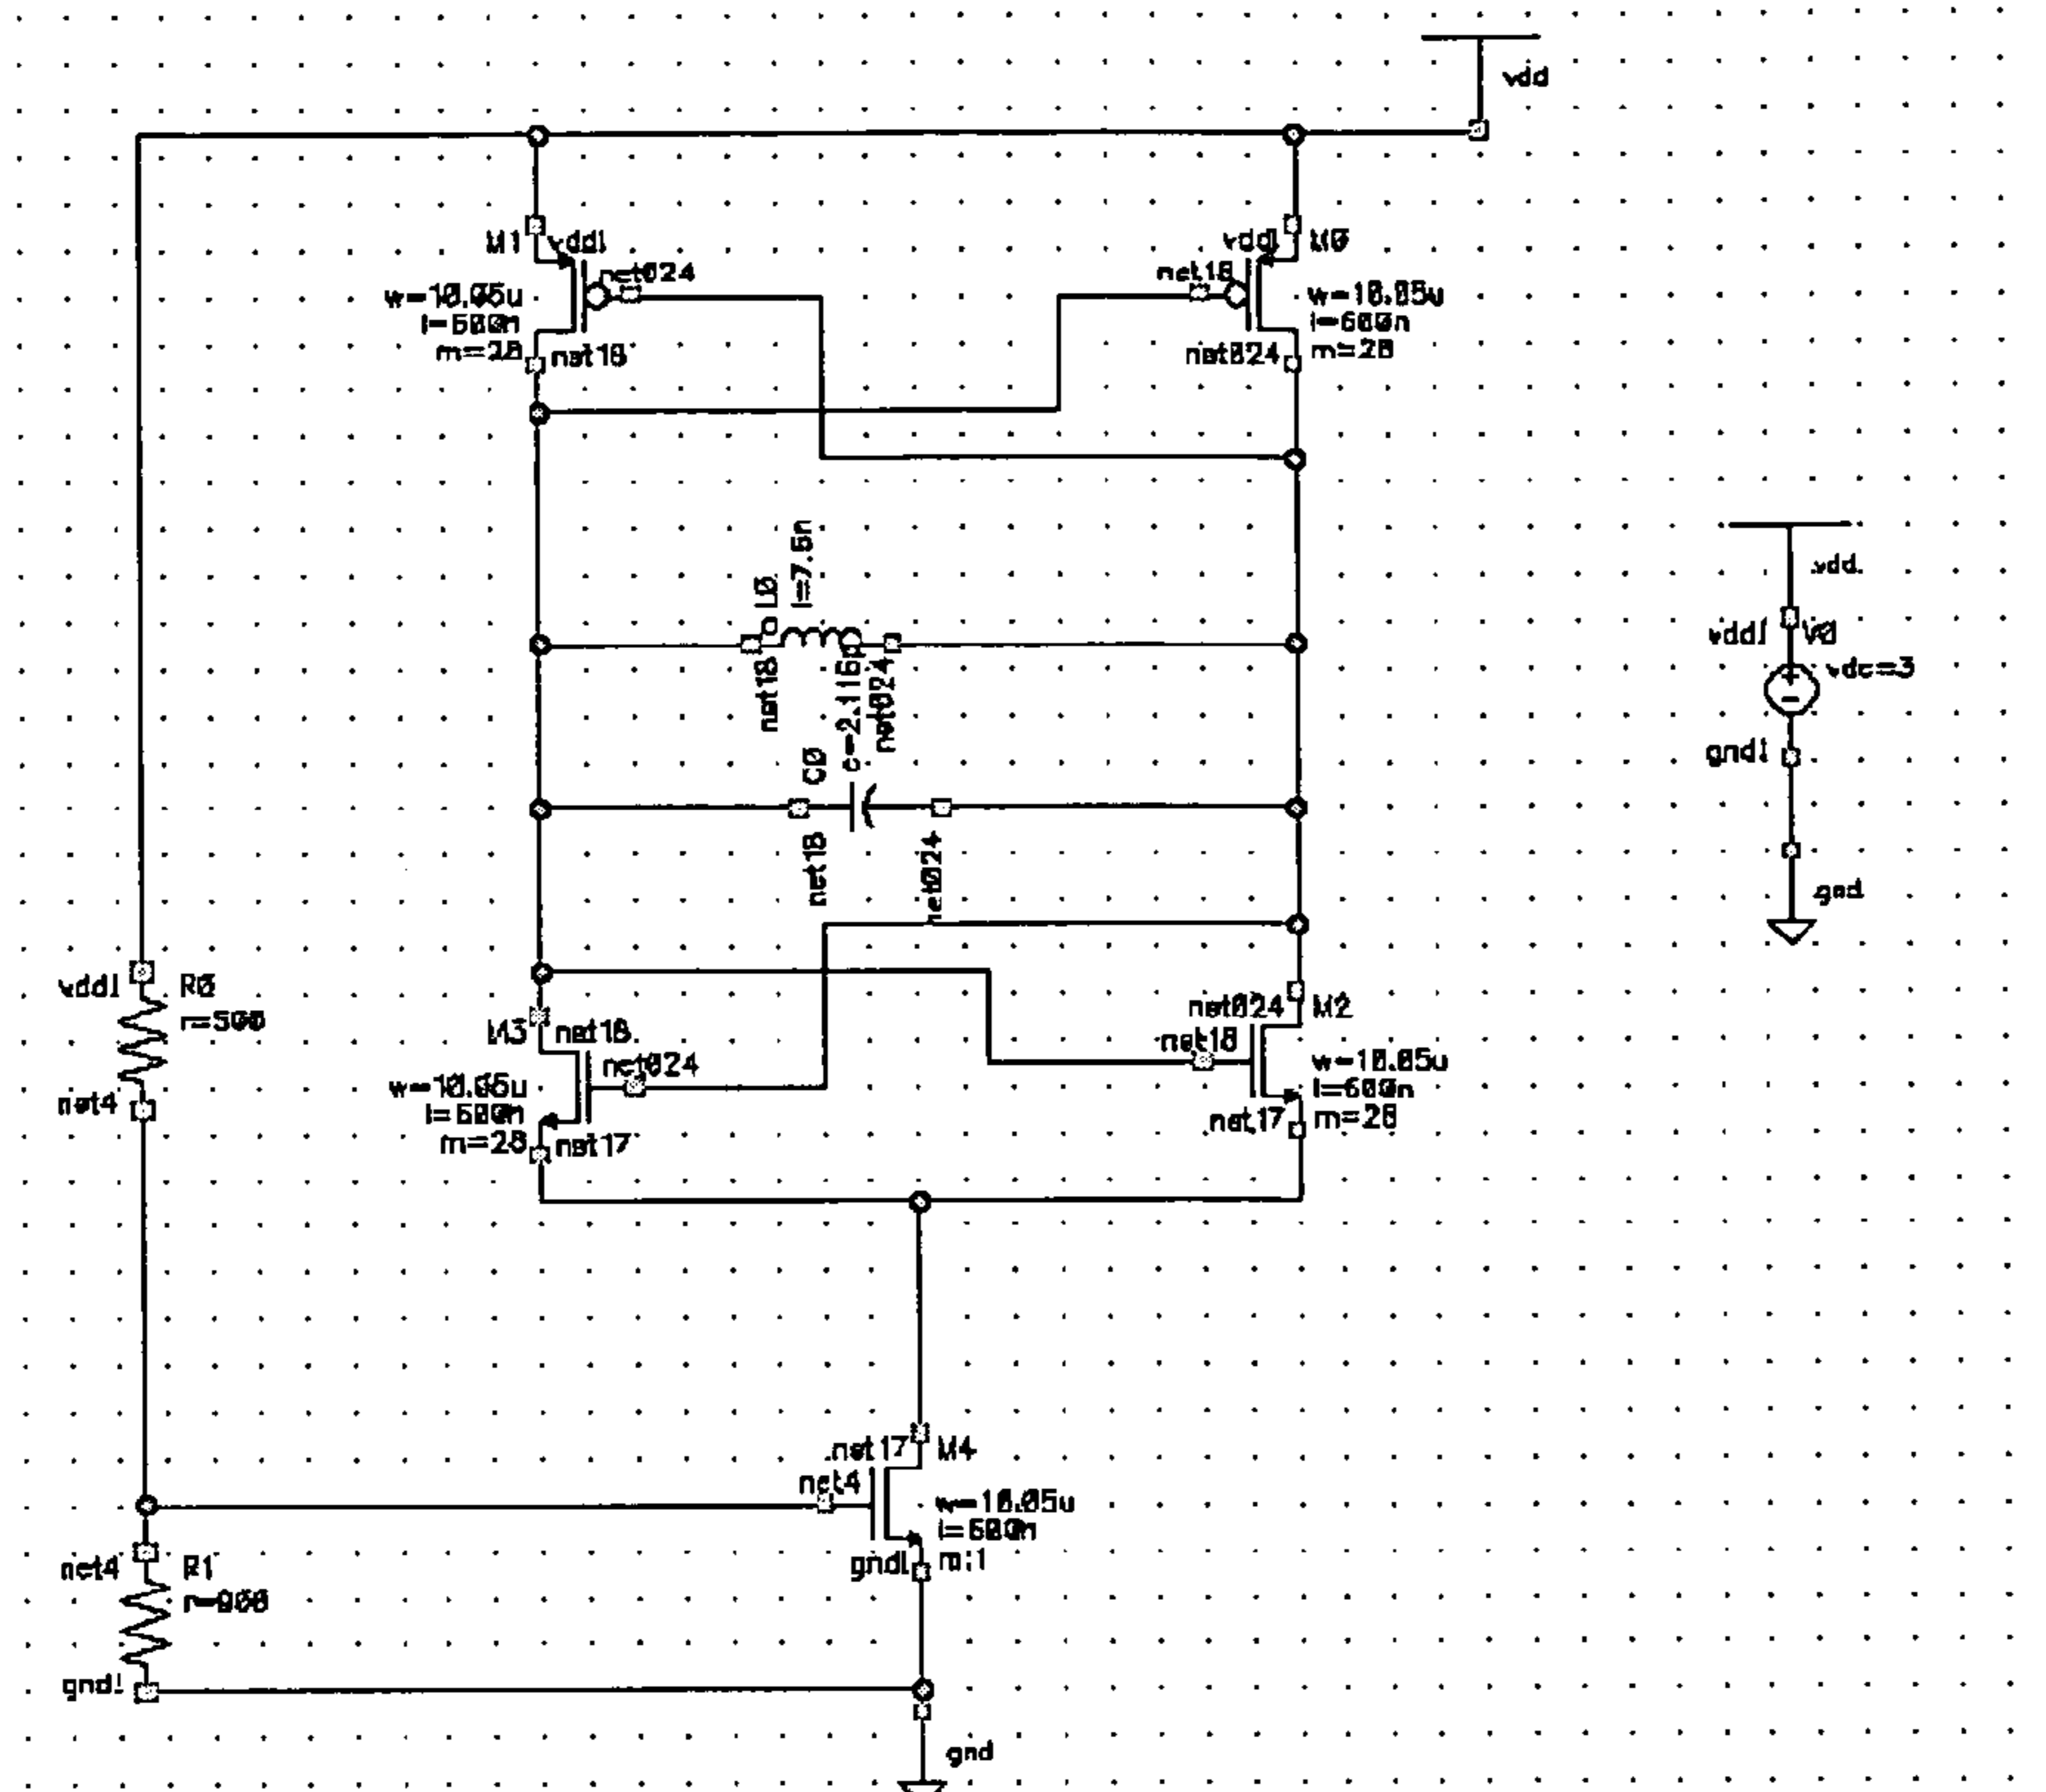 vdd
M1 vdd!
net024
w=10.05u
l=600n
m=28
net18
vdd! M0
net18
w=10.05u
l=600n
m=28
net024
L0
l=7.6n
net18
net024
C0
c=2.116p
net18
net024
vdd
vdd! V0
vdc=3
gnd!
gnd
vdd! R0
r=500
net4
M3 net18
net024
w=10.05u
l=600n
m=28
net17
net024 M2
net18
w=10.05u
l=600n
m=28
net17
net17 M4
net4
w=10.05u
l=600n
m:1
gnd!
net4 R1
r=900
gnd!
gnd